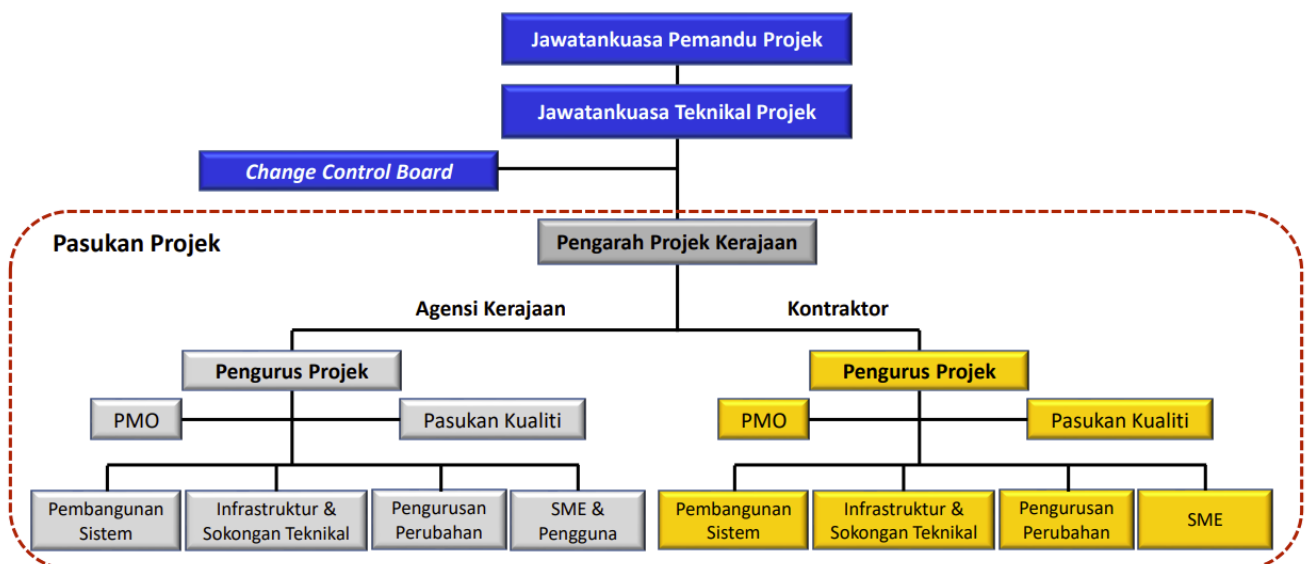 Jawatankuasa Pemandu Projek
Jawatankuasa Teknikal Projek
Change Control Board
Pasukan Projek
Pengarah Projek Kerajaan
Agensi Kerajaan
Kontraktor
Pengurus Projek
Pengurus Projek
PMO
Pasukan Kualiti
PMO
Pasukan Kualiti
Pembangunan
Sistem
Infrastruktur &
Sokongan Teknikal
Pengurusan
Perubahan
SME &
Pengguna
Pembangunan
Sistem
Infrastruktur &
Sokongan Teknikal
Pengurusan
Perubahan
SME